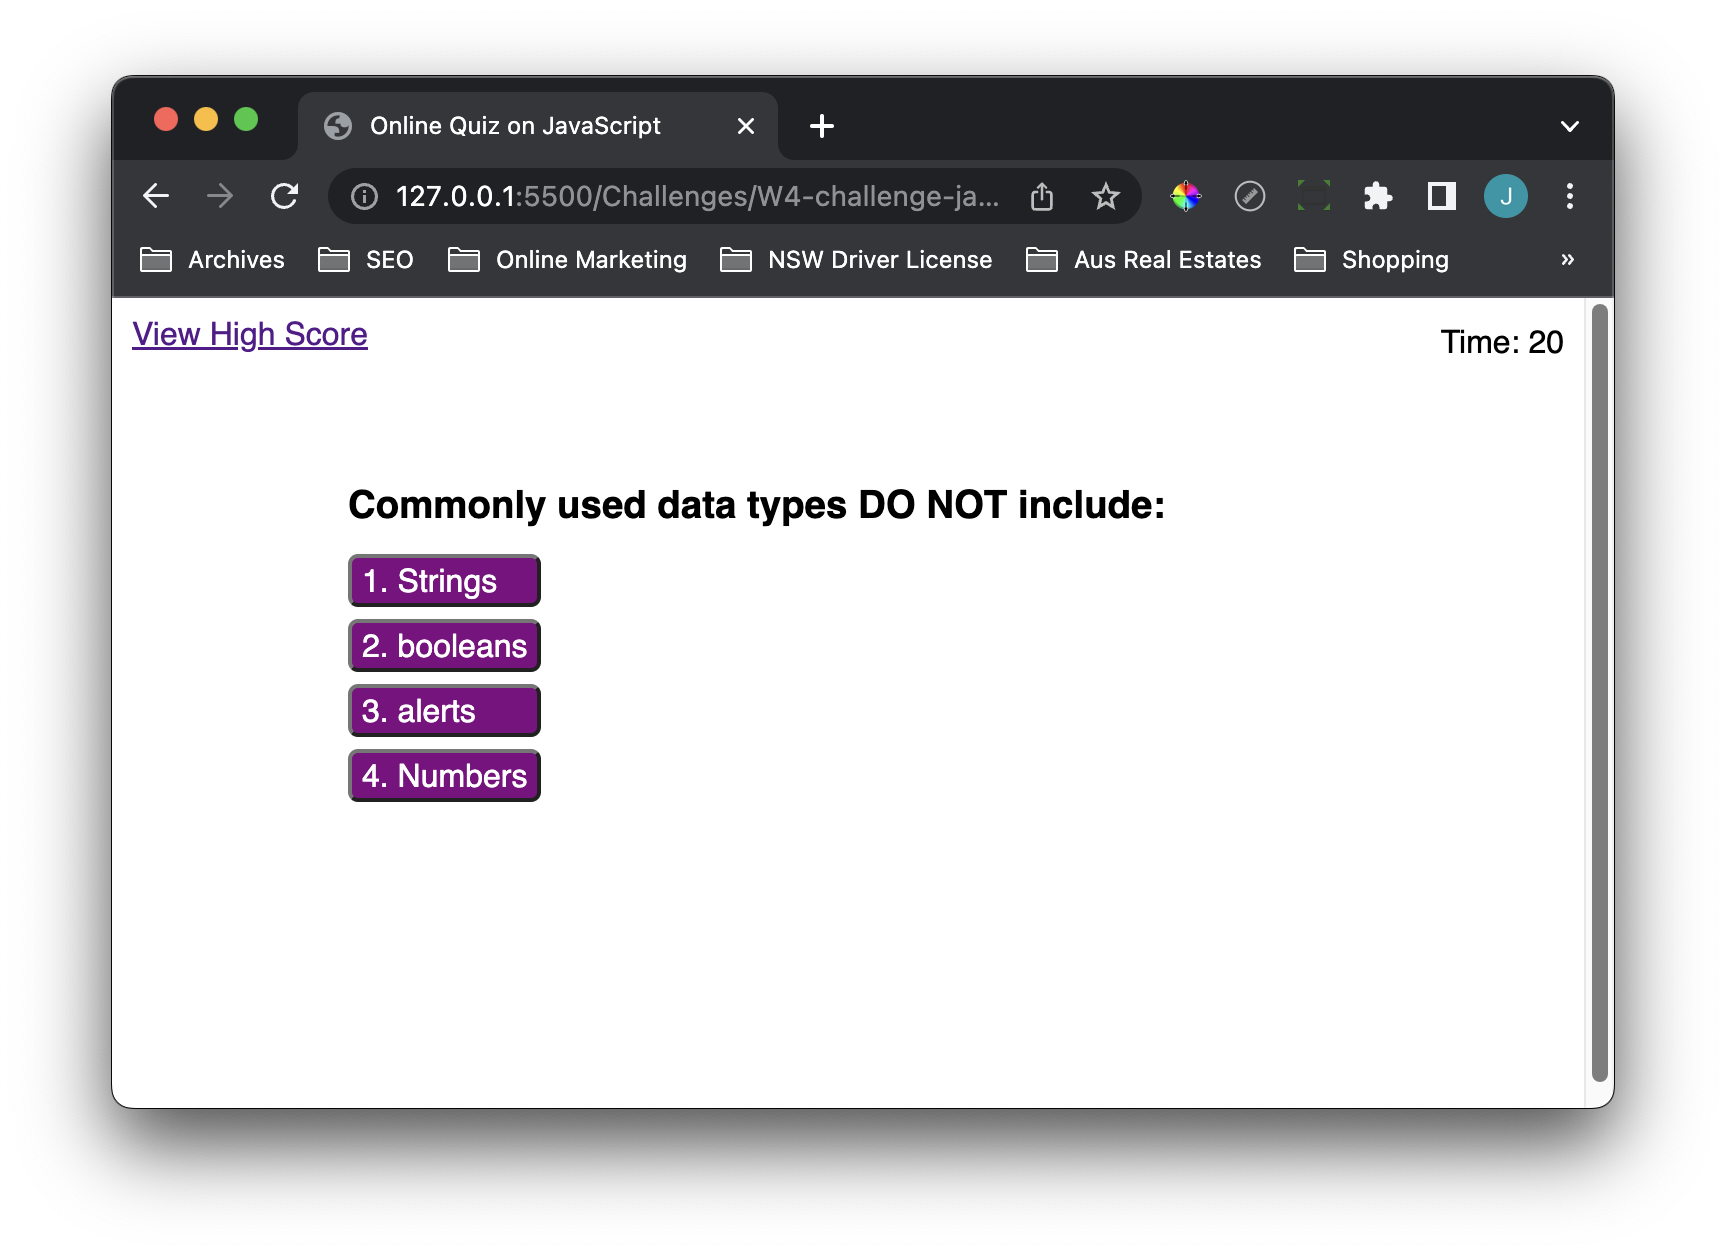 Online Quiz on JavaScript
127.0.0.1:5500/Challenges/W4-challenge-ja...
J
Archives SEO Online Marketing NSW Driver License Aus Real Estates Shopping »
View High Score
Time: 20
Commonly used data types DO NOT include:
1. Strings
2. booleans
3. alerts
4. Numbers